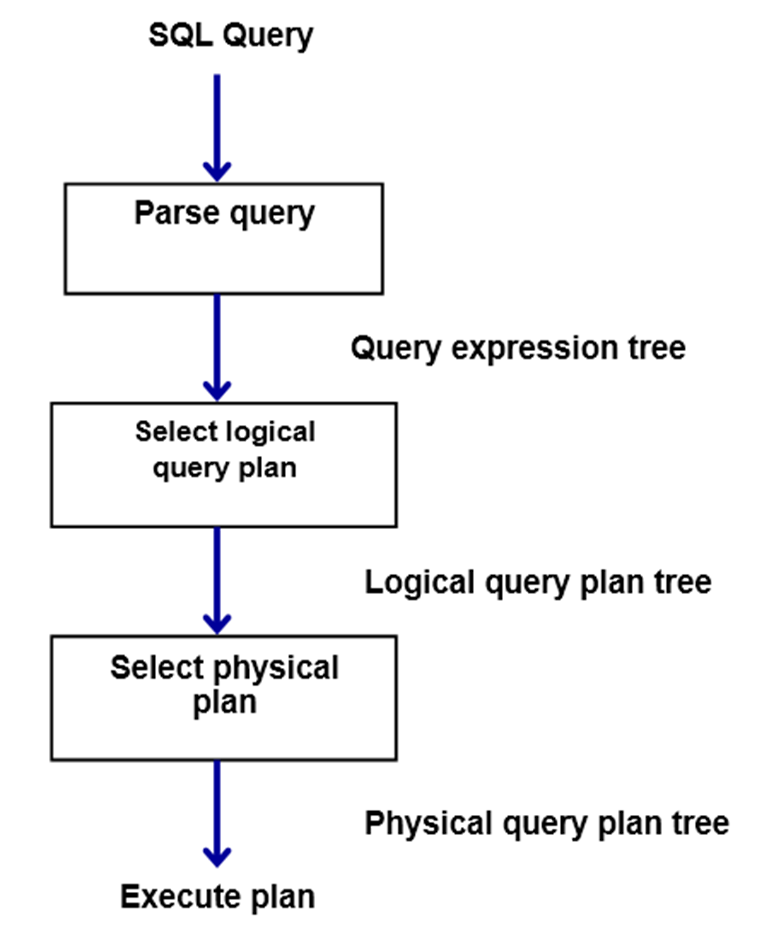 SQL Query
Parse query
Query expression tree
Select logical
query plan
Logical query plan tree
Select physical
plan
Physical query plan tree
Execute plan